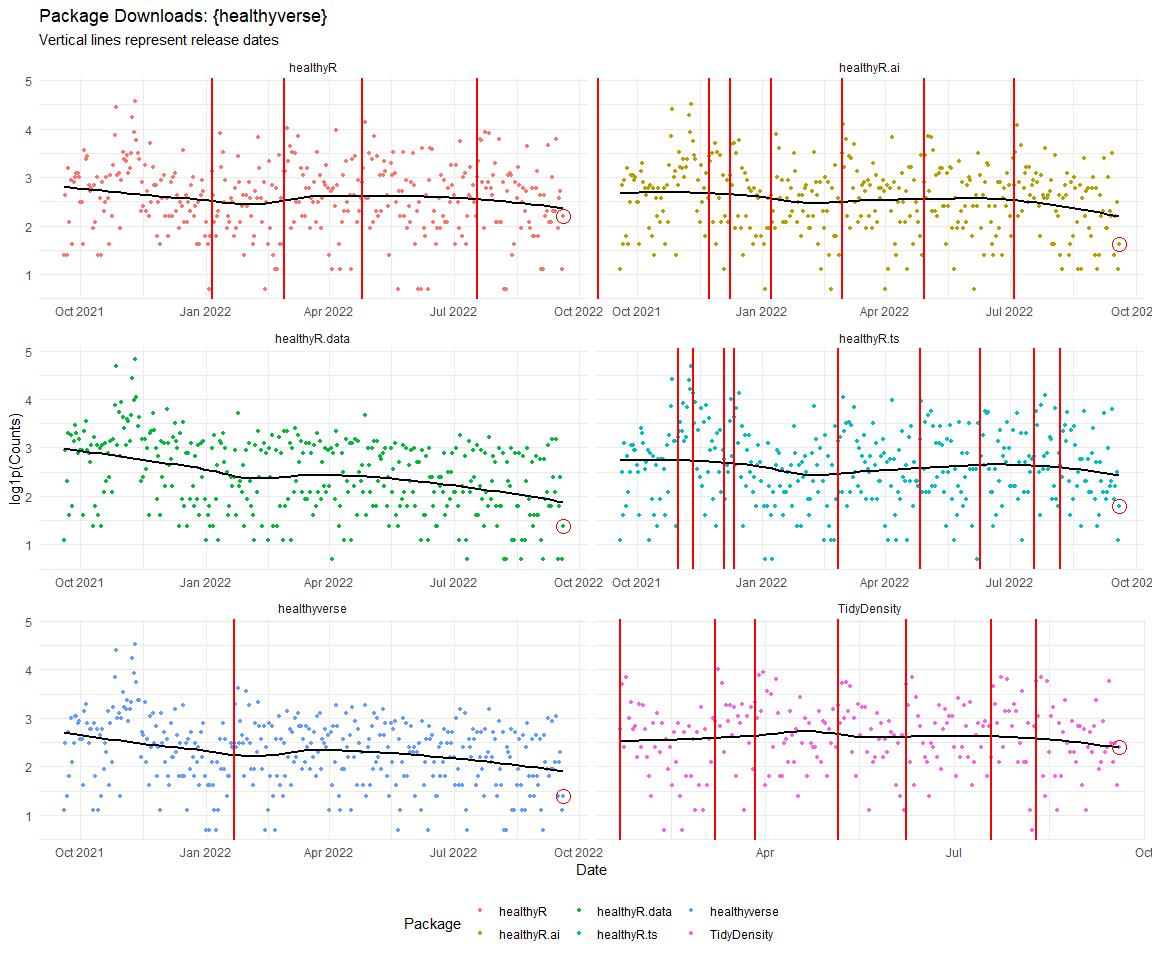 Package Downloads: {healthyverse}
Vertical lines represent release dates
healthyR
healthyR.ai
5
4
3
2
1
Oct 2021
Jan 2022
Apr 2022
Jul 2022
Oct 2022
Oct 2021
Jan 2022
Apr 2022
Jul 2022
Oct 202
healthyR.data
healthyR.ts
5
4
3
2
1
log1p(Counts)
Oct 2021
Jan 2022
Apr 2022
Jul 2022
Oct 2022
Oct 2021
Jan 2022
Apr 2022
Jul 2022
Oct 202
healthyverse
TidyDensity
5
4
3
2
1
Oct 2021
Jan 2022
Apr 2022
Jul 2022
Oct 2022
Apr
Jul
Oct
Date
Package
healthyR
healthyR.data
healthyverse
healthyR.ai
healthyR.ts
TidyDensity